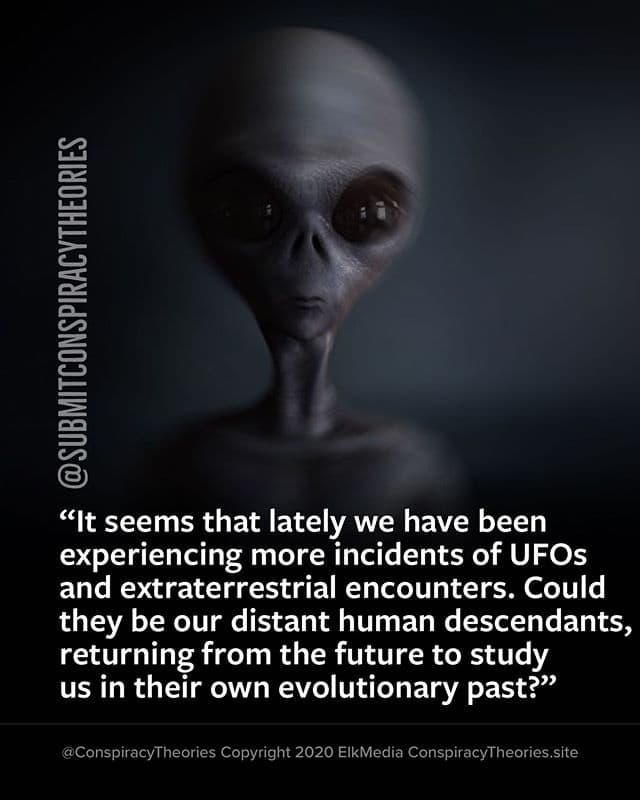 @SUBMITCONSPIRACYTHEORIES
“It seems that lately we have been
experiencing more incidents of UFOs
and extraterrestrial encounters. Could
they be our distant human descendants,
returning from the future to study
us in their own evolutionary past?”
@ConspiracyTheories Copyright 2020 ElkMedia ConspiracyTheories.site